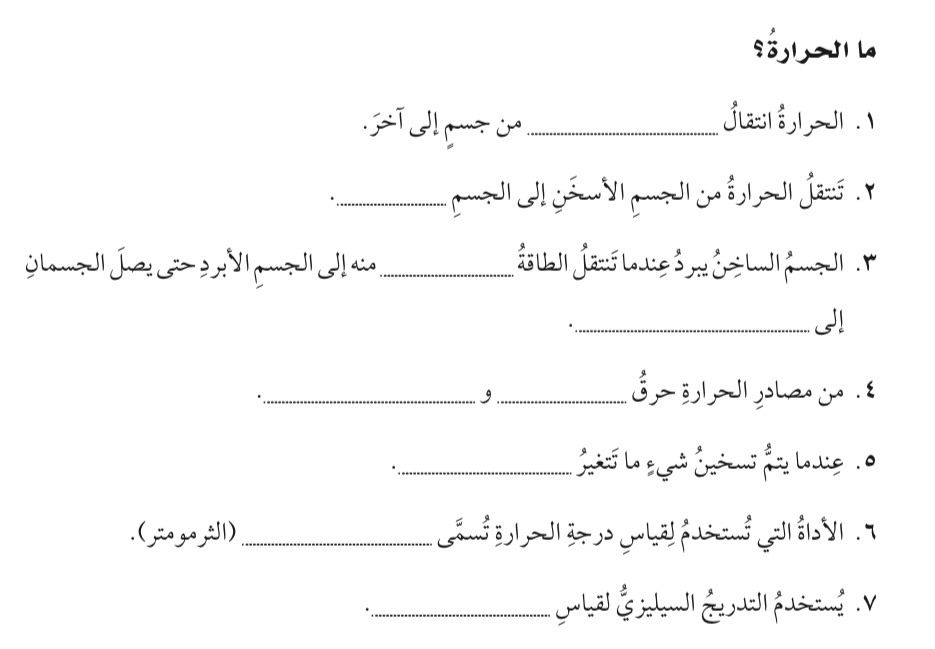 ما الحرارةُ؟
١. الحرارةُ انتقالُ ............ من جسمٍ إلى آخرَ.
٢. تَنتقلُ الحرارةُ من الجسمِ الأسخَنِ إلى الجسمِ ............
٣. الجسمُ الساخِنُ يبردُ عِندما تَنتقلُ الطاقةُ ............ منه إلى الجسمِ الأبردِ حتى يصلَ الجسمانِ
إلى ............
٤. من مصادرِ الحرارةِ حرقُ ............ و ............
٥. عِندما يتمُّ تسخينُ شيءٍ ما تَتغيرُ ............
٦. الأداةُ التي تُستخدمُ لِقياسِ درجةِ الحرارةِ تُسمَّى ............ (الثرمومتر).
٧. يُستخدمُ التدريجُ السيليزيُّ لقياسِ ............